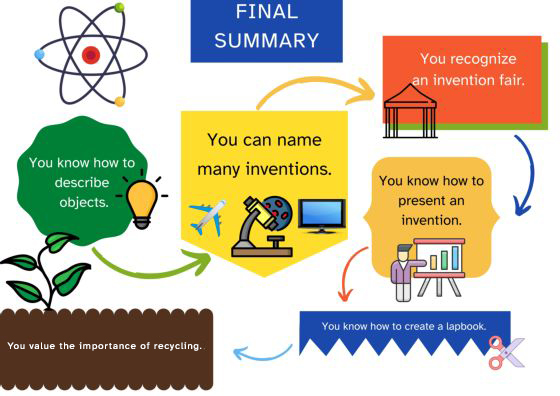 FINAL
SUMMARY
You know how to
describe
objects.
You can name
many inventions.
You recognize
an invention fair.
You know how to
present an
invention.
You know how to create a lapbook.
You value the importance of recycling.